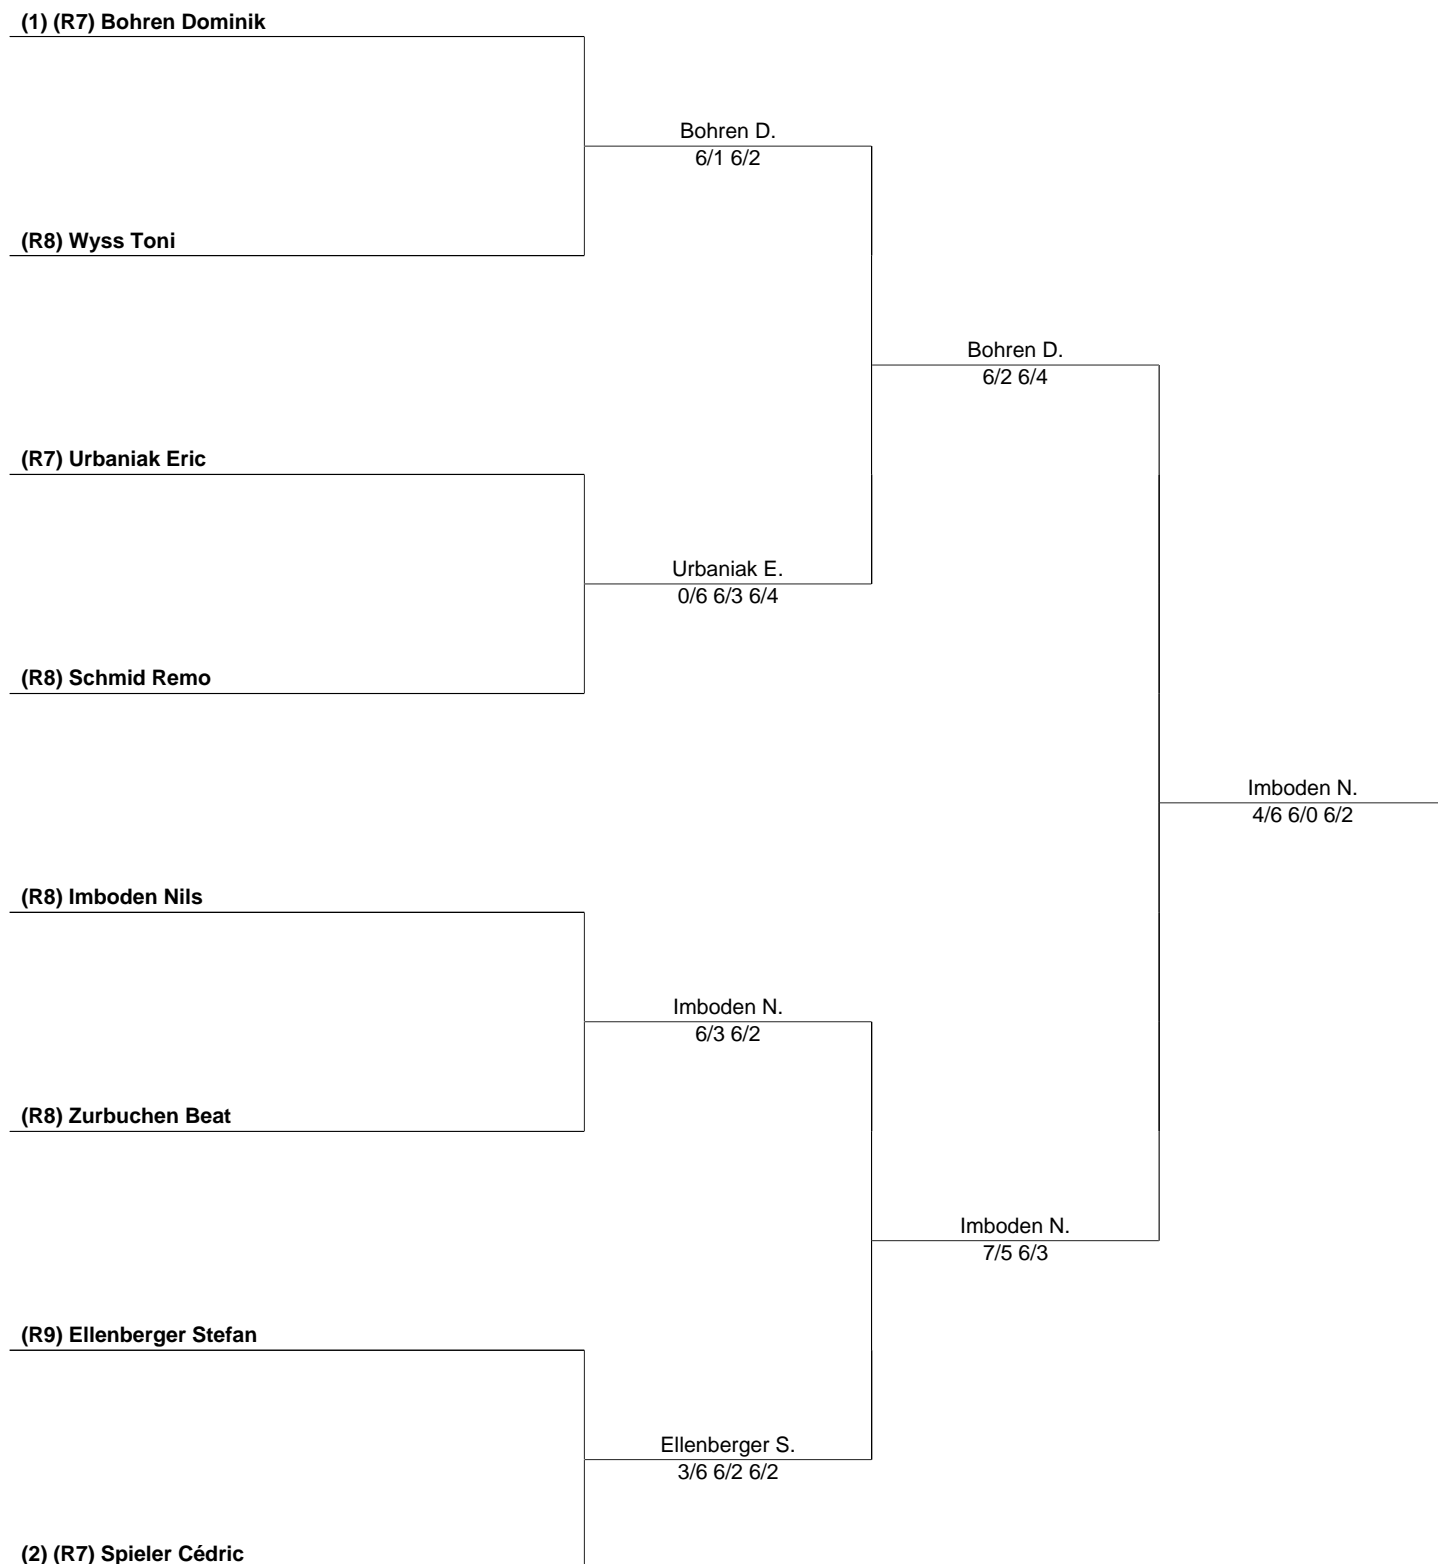 (1) (R7) Bohren Dominik
Bohren D.
6/1 6/2
(R8) Wyss Toni
Bohren D.
6/2 6/4
(R7) Urbaniak Eric
Urbaniak E.
0/6 6/3 6/4
(R8) Schmid Remo
Imboden N.
4/6 6/0 6/2
(R8) Imboden Nils
Imboden N.
6/3 6/2
(R8) Zurbuchen Beat
Imboden N.
7/5 6/3
(R9) Ellenberger Stefan
Ellenberger S.
3/6 6/2 6/2
(2) (R7) Spieler Cédric